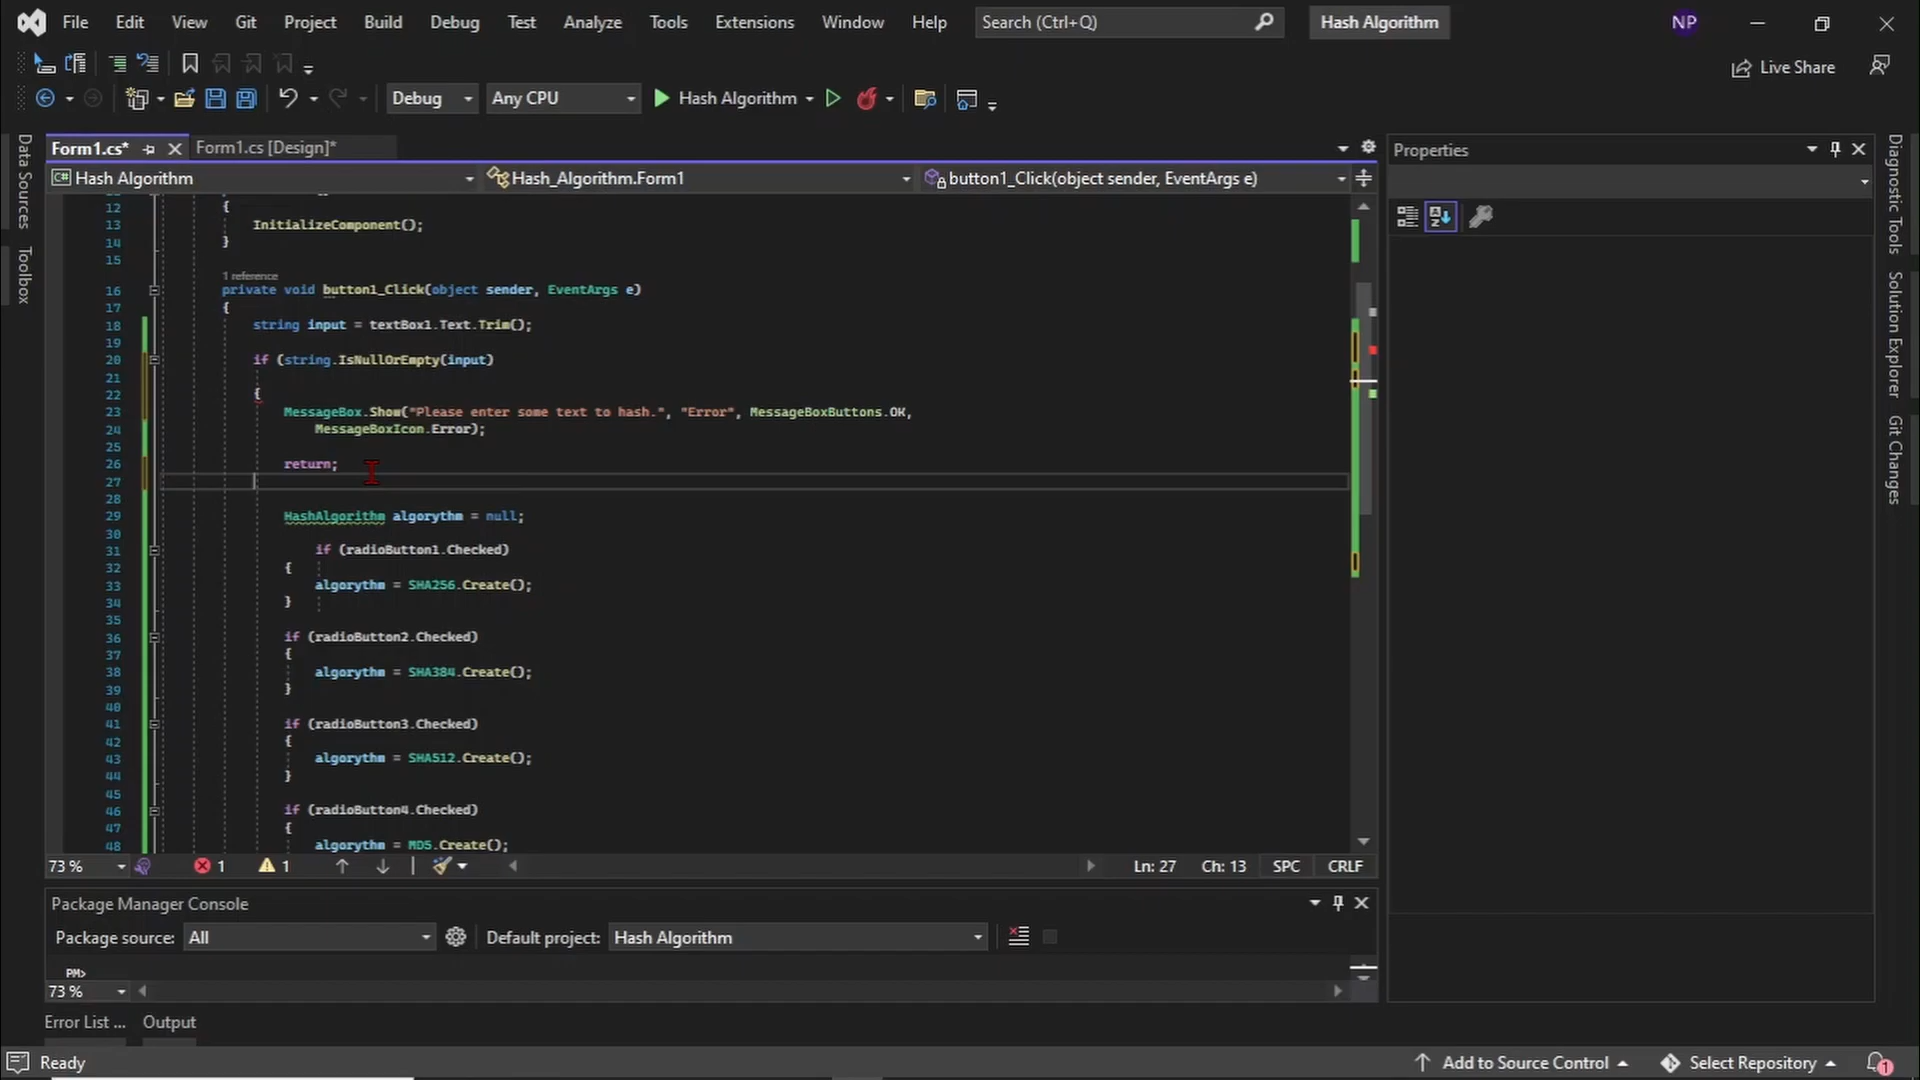 File Edit View Git Project Build Debug Test Analyze Tools Extensions Window Help Search (Ctrl+Q) Hash Algorithm NP
Live Share
Debug Any CPU Hash Algorithm
Form1.cs* Form1.cs [Design]*
Hash Algorithm Hash_Algorithm.Form1 button1_Click(object sender, EventArgs e)
12 {
13 InitializeComponent();
14 }
15
1 reference
16 private void button1_Click(object sender, EventArgs e)
17 {
18 string input = textBox1.Text.Trim();
19
20 if (string.IsNullOrEmpty(input)
21
22 {
23 MessageBox.Show("Please enter some text to hash.", "Error", MessageBoxButtons.OK,
24 MessageBoxIcon.Error);
25
26 return;
27
28
29 HashAlgorithm algorythm = null;
30
31 if (radioButton1.Checked)
32 {
33 algorythm = SHA256.Create();
34 }
35
36 if (radioButton2.Checked)
37 {
38 algorythm = SHA384.Create();
39 }
40
41 if (radioButton3.Checked)
42 {
43 algorythm = SHA512.Create();
44 }
45
46 if (radioButton4.Checked)
47 {
48 algorythm = MD5.Create();
73 % 1 1 Ln: 27 Ch: 13 SPC CRLF
Package Manager Console
Package source: All Default project: Hash Algorithm
PM>
73 %
Error List ... Output
Ready Add to Source Control Select Repository 1
Data Sources
Toolbox
Properties
Diagnostic Tools
Solution Explorer
Git Changes